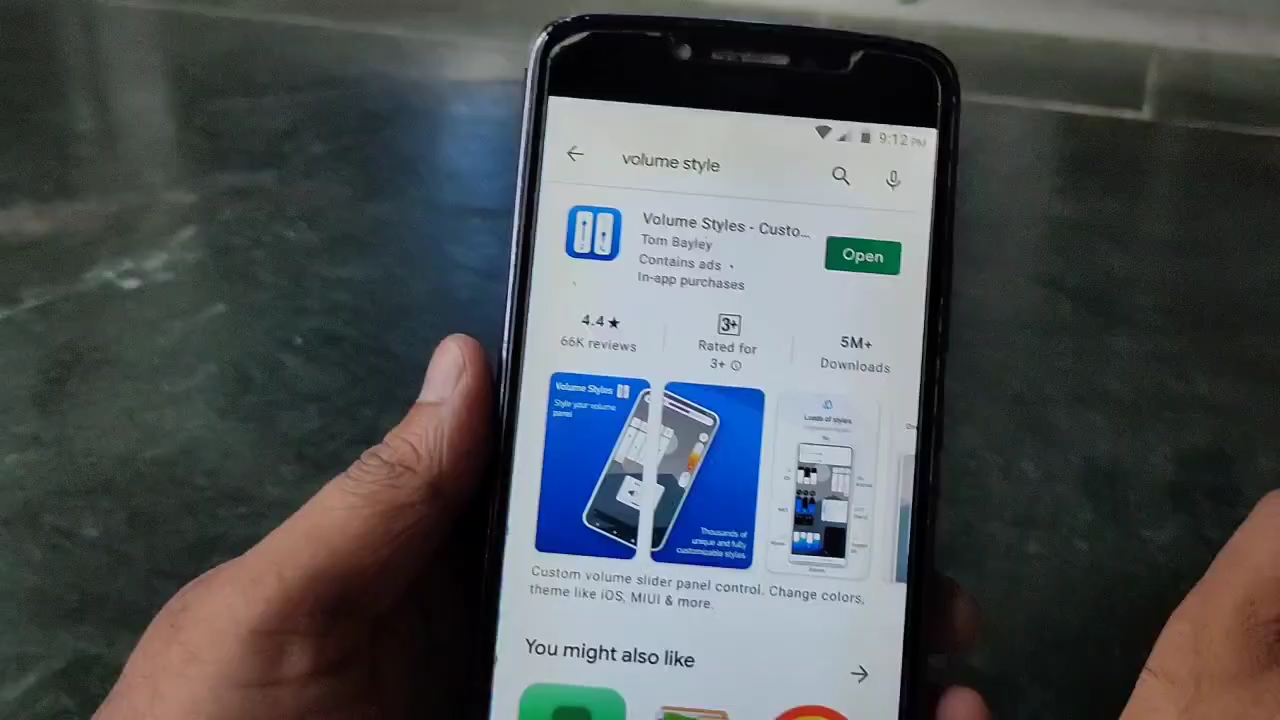 9:12 PM
volume style
Volume Styles - Custo...
Tom Bayley
Contains ads •
In-app purchases
Open
4.4★
66K reviews
3+
Rated for
3+
5M+
Downloads
Volume Styles
Style your volume
panel
Thousands of
unique and fully
customizable styles
Loads of styles
Custom volume slider panel control. Change colors,
theme like iOS, MIUI & more.
You might also like